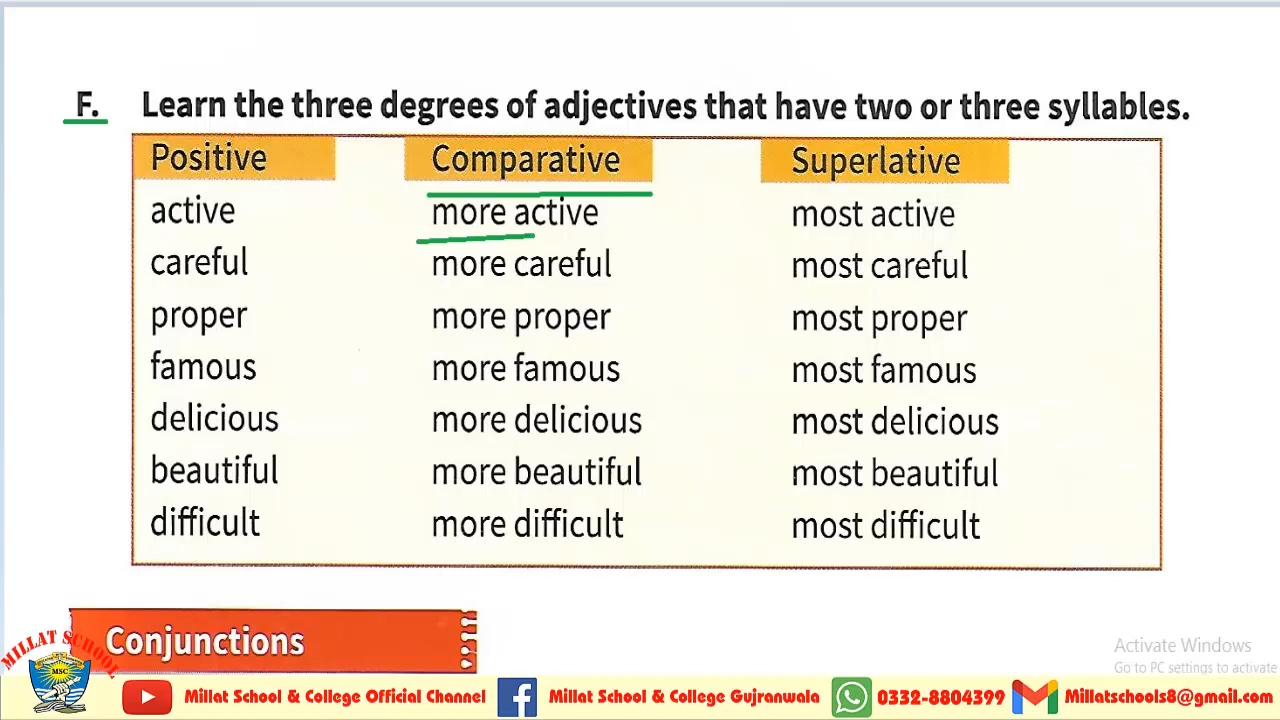 F. Learn the three degrees of adjectives that have two or three syllables.
Positive Comparative Superlative
active more active most active
careful more careful most careful
proper more proper most proper
famous more famous most famous
delicious more delicious most delicious
beautiful more beautiful most beautiful
difficult more difficult most difficult
Conjunctions
MILLAT SCHOOL
MSC
Activate Windows
Go to PC settings to activate
Millat School & College Official Channel Millat School & College Gujranwala 0332-8804399 Millatschools8@gmail.com